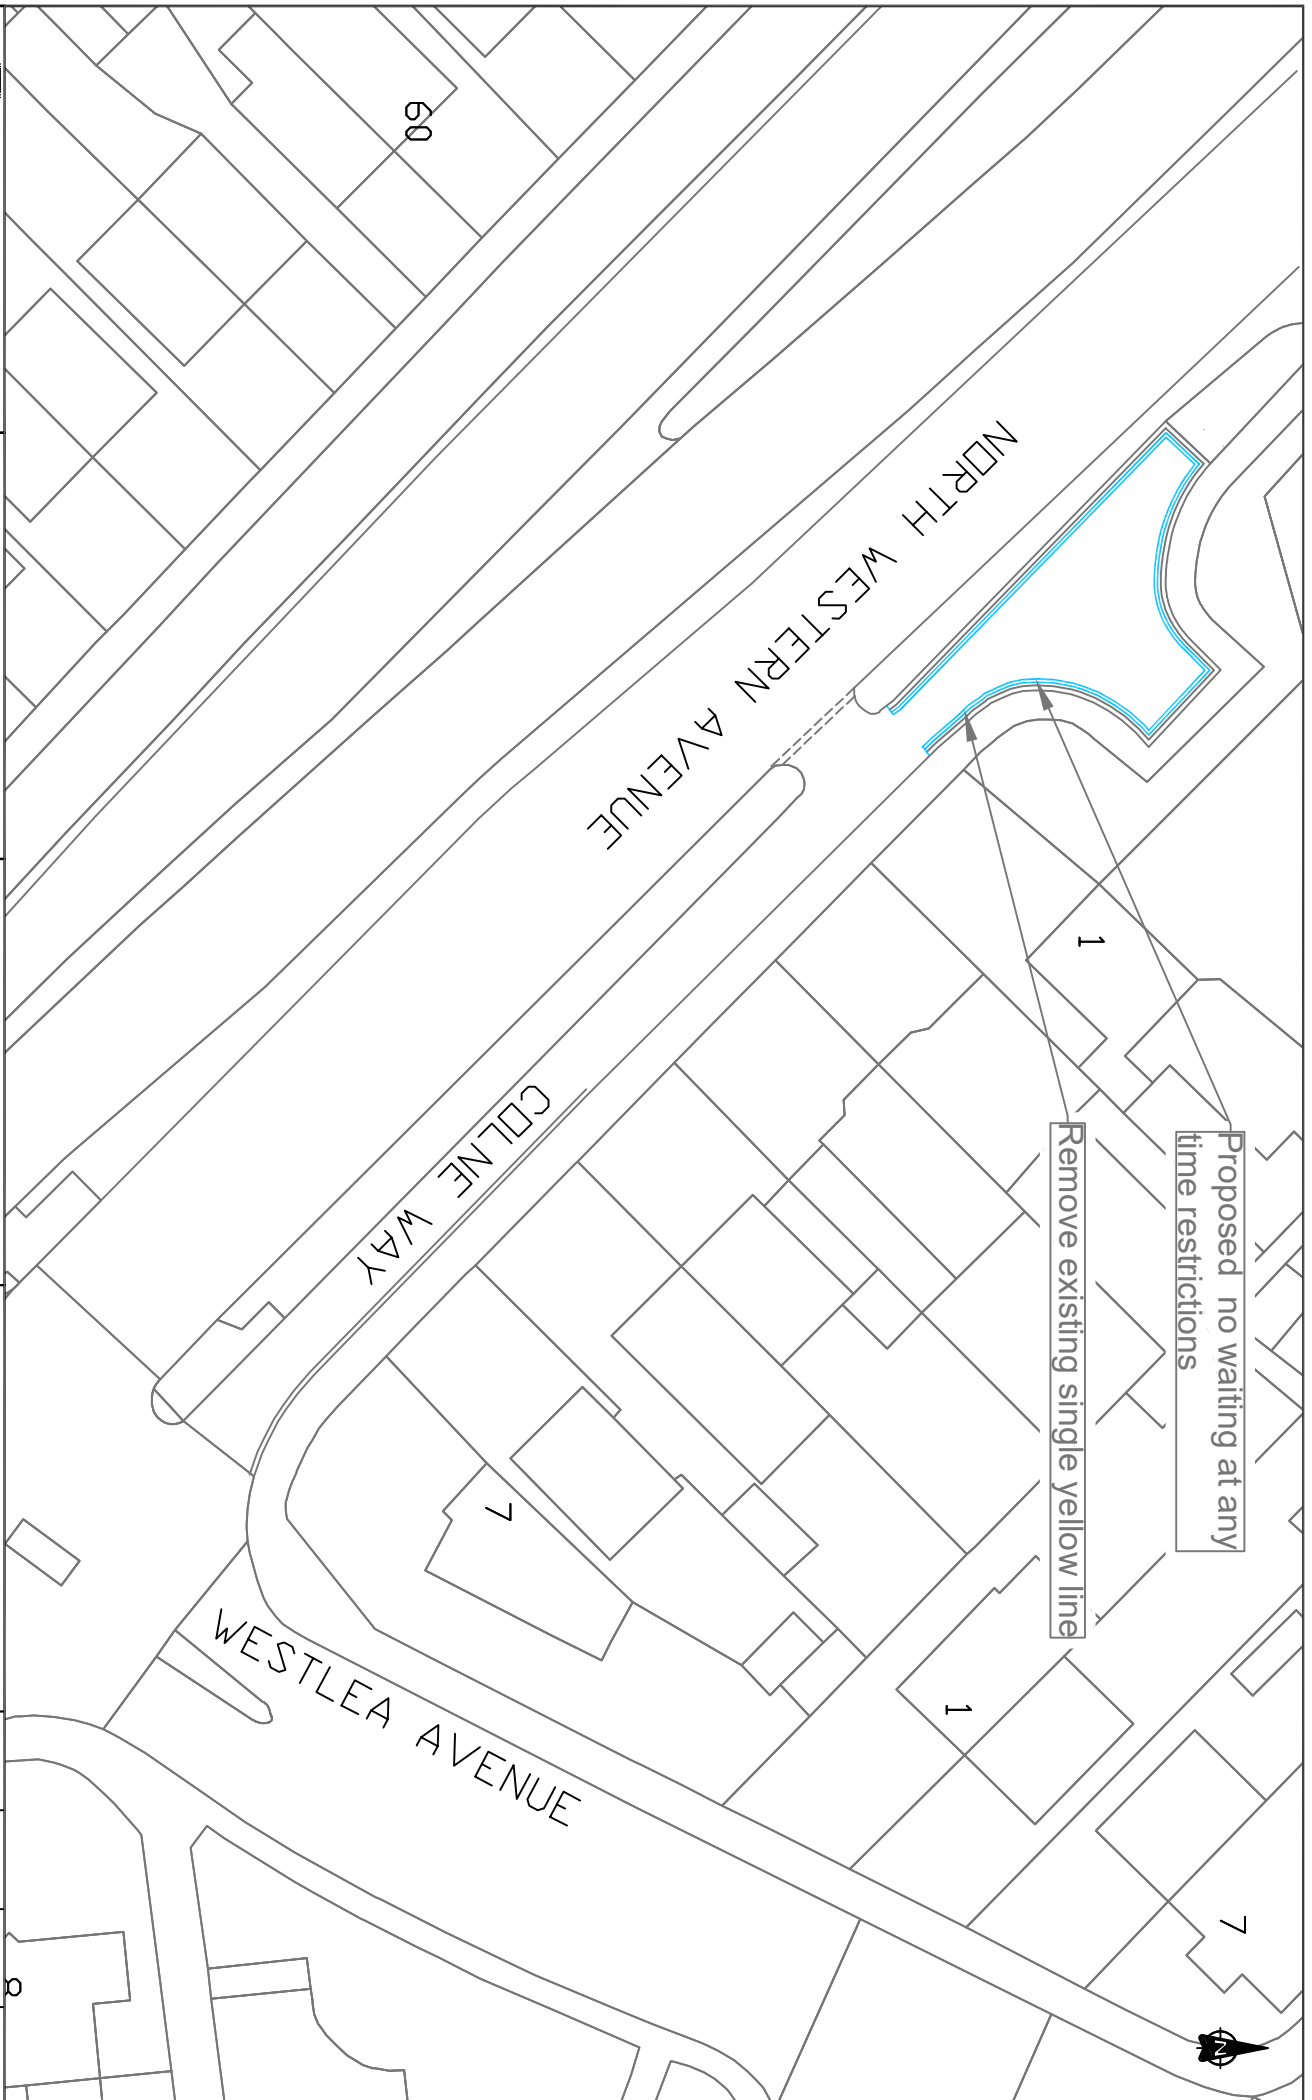 60
NORTH WESTERN AVENUE
1
Proposed no waiting at any
time restrictions
Remove existing single yellow line
COLNE WAY
7
WESTLEA AVENUE
1
7
8
N